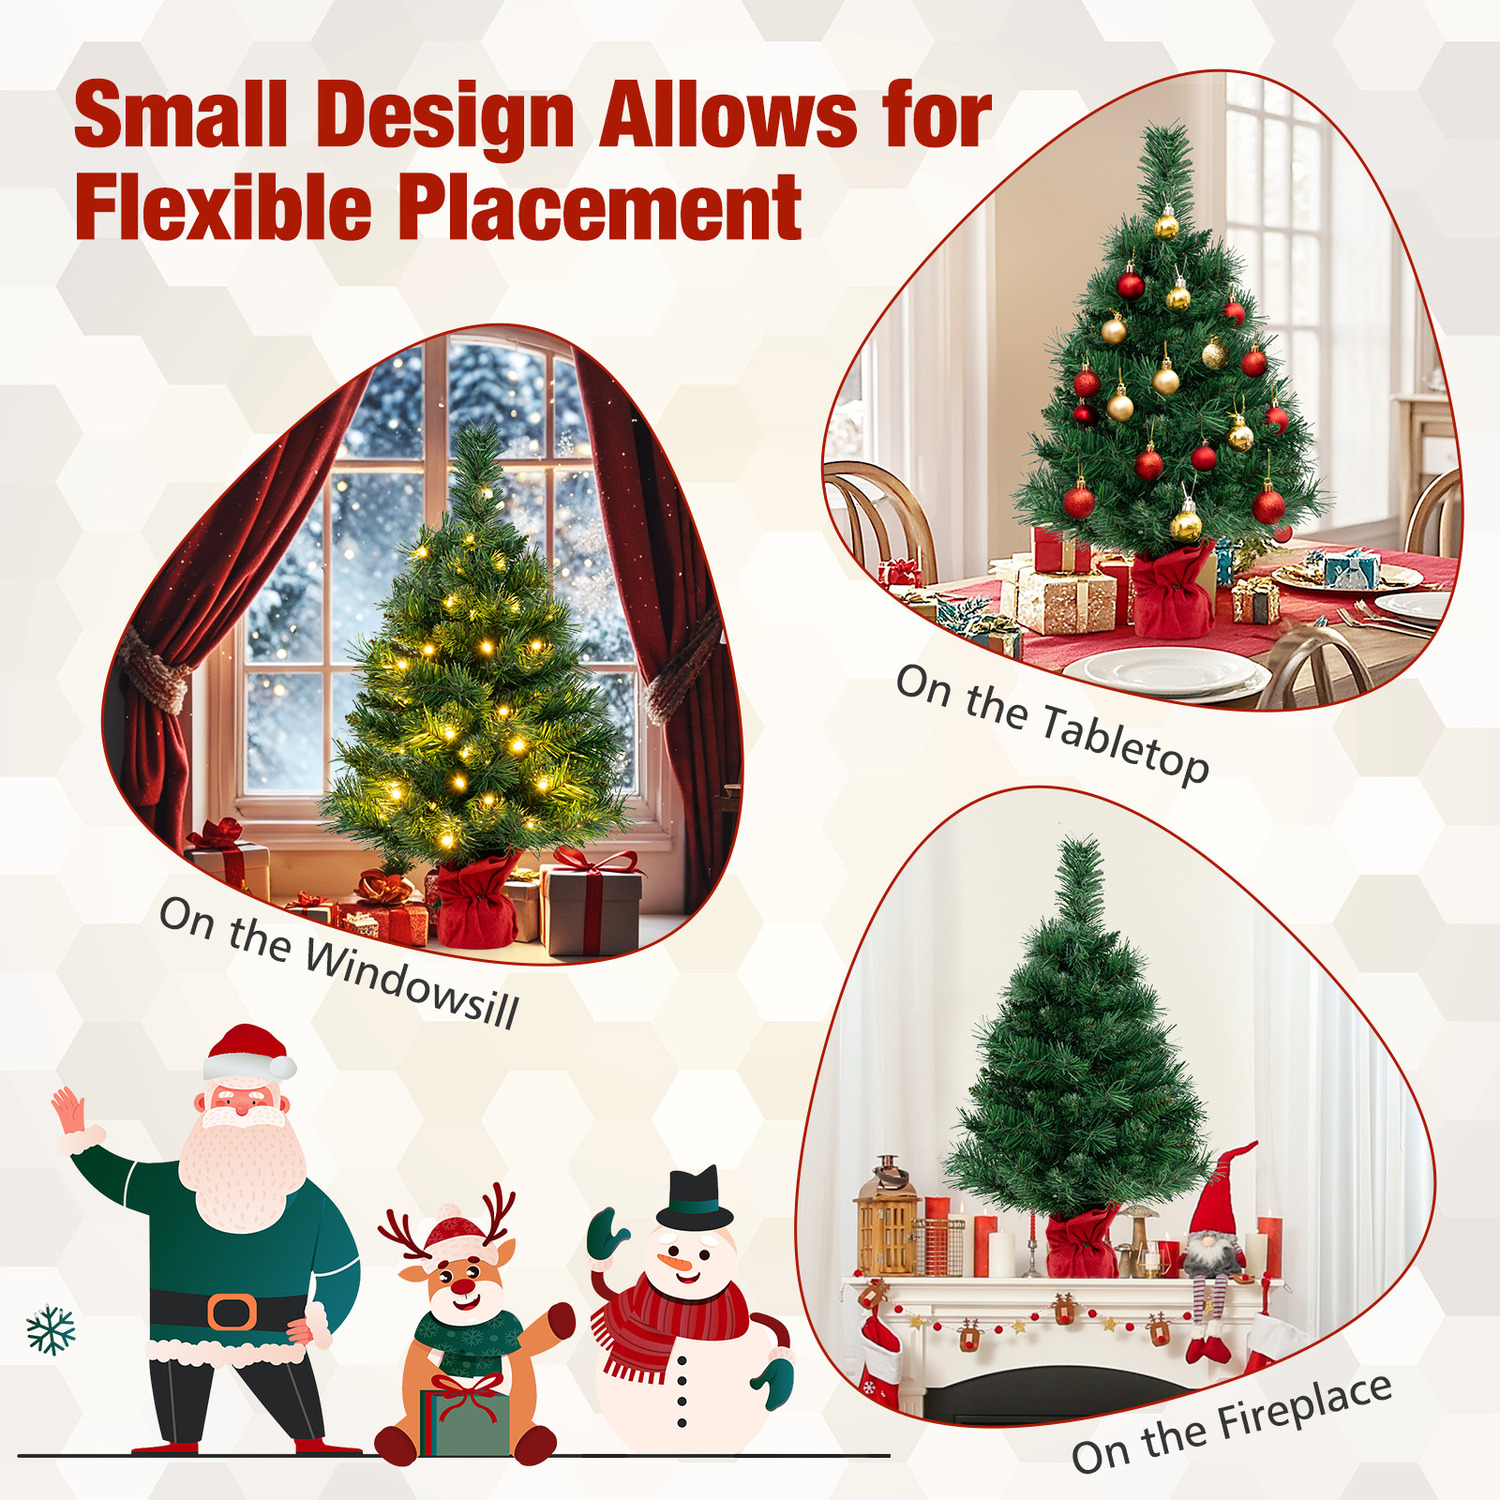 Small Design Allows for
Flexible Placement
On the Tabletop
On the Windowsill
On the Fireplace